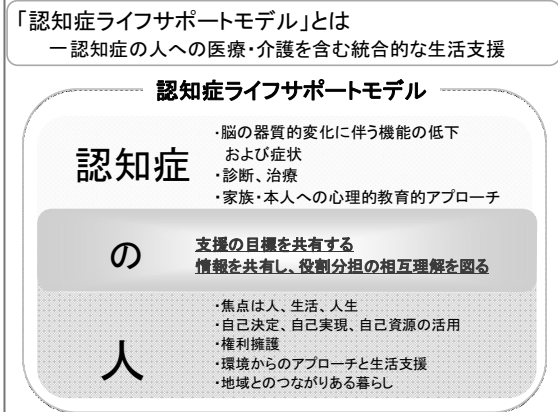 「認知症ライフサポートモデル」とは
－認知症の人への医療・介護を含む統合的な生活支援
認知症ライフサポートモデル
認知症
・脳の器質的変化に伴う機能の低下
および症状
・診断、治療
・家族・本人への心理的教育的アプローチ
の
支援の目標を共有する
情報を共有し、役割分担の相互理解を図る
人
・焦点は人、生活、人生
・自己決定、自己実現、自己資源の活用
・権利擁護
・環境からのアプローチと生活支援
・地域とのつながりある暮らし